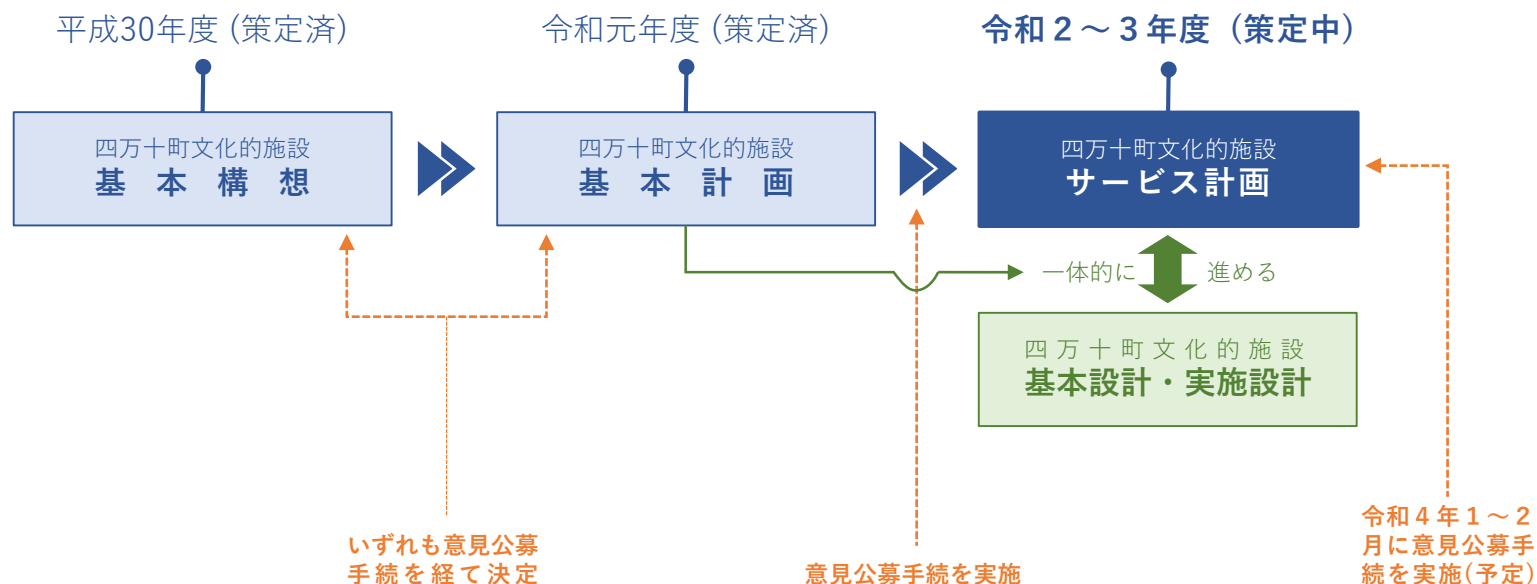 平成30年度 (策定済)
令和元年度 (策定済)
令和２～３年度 (策定中)
四万十町文化的施設
基本構想
四万十町文化的施設
基本計画
四万十町文化的施設
サービス計画
一体的に 進める
四万十町文化的施設
基本設計・実施設計
いずれも意見公募
手続を経て決定
意見公募手続を実施
令和４年１～２
月に意見公募手
続を実施(予定)